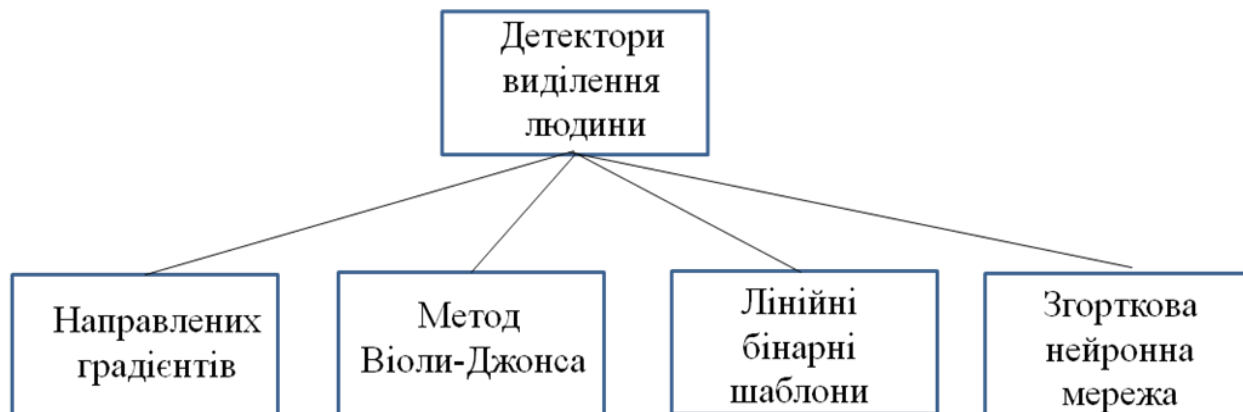 Детектори
виділення
людини
Направлених
градієнтів
Метод
Віоли-Джонса
Лінійні
бінарні
шаблони
Згорткова
нейронна
мережа